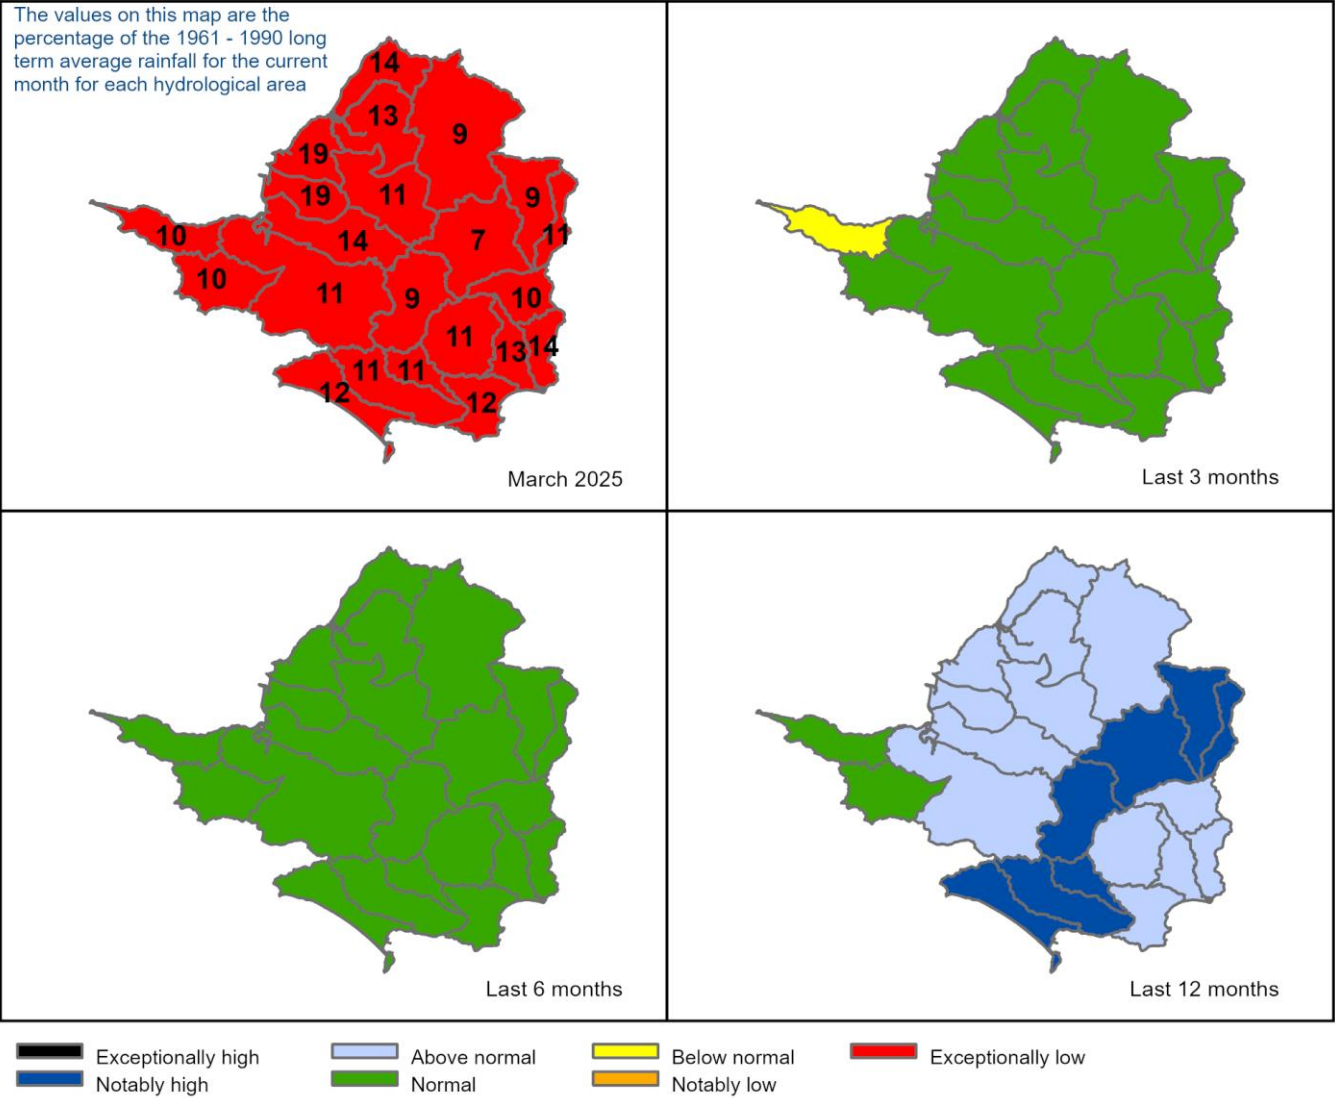 The values on this map are the
percentage of the 1961 - 1990 long
term average rainfall for the current
month for each hydrological area
14
13
9
19
19
11
9
10
14
7
11
10
11
9
10
11
13
14
11
11
12
12
March 2025
Last 3 months
Last 6 months
Last 12 months
Exceptionally high
Above normal
Below normal
Exceptionally low
Notably high
Normal
Notably low